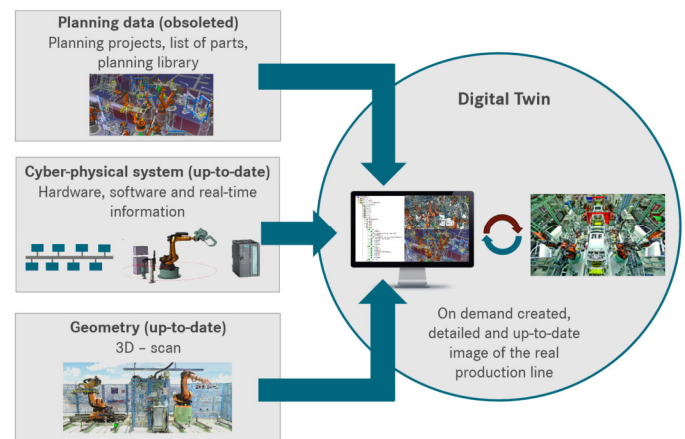 Planning data (obsoleted)
Planning projects, list of parts,
planning library
Cyber-physical system (up-to-date)
Hardware, software and real-time
information
Geometry (up-to-date)
3D – scan
Digital Twin
On demand created,
detailed and up-to-date
image of the real
production line